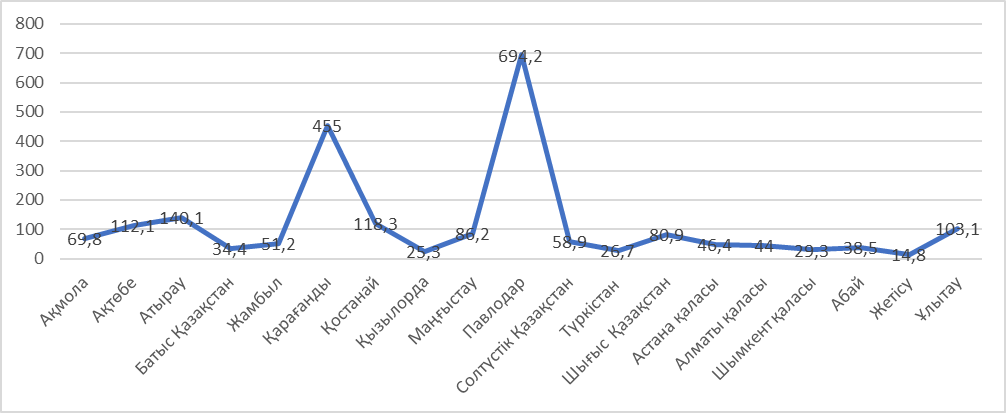 800
700
600
500
400
300
200
100
0
69,8
112,1
140,1
34,4
51,2
455
118,3
25,3
86,2
694,2
58,9
26,7
80,9
46,4
44
29,3
38,5
14,8
103,1
Ақмола
Ақтөбе
Атырау
Батыс Қазақстан
Жамбыл
Қарағанды
Қостанай
Қызылорда
Маңғыстау
Павлодар
Солтүстік Қазақстан
Түркістан
Шығыс Қазақстан
Астана қаласы
Алматы қаласы
Шымкент қаласы
Абай
Жетісу
Ұлытау